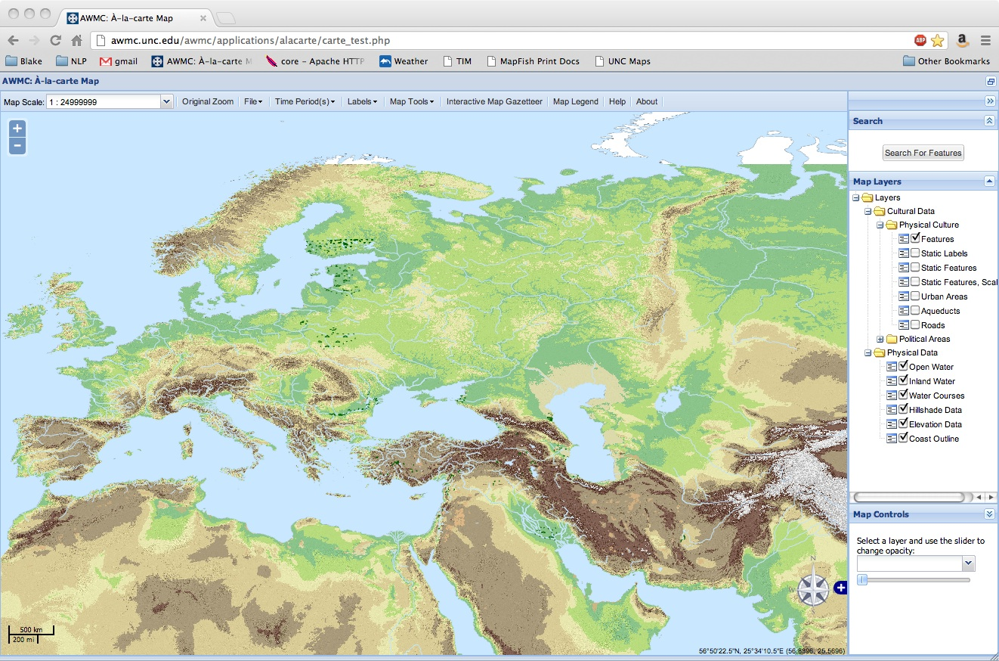 AWMC: À-la-carte Map
awmc.unc.edu/awmc/applications/alacarte/carte_test.php
ABP
a
Blake NLP gmail AWMC: À-la-carte M core – Apache HTTP Weather TIM MapFish Print Docs UNC Maps Other Bookmarks
AWMC: À-la-carte Map
Map Scale: 1 : 24999999 Original Zoom File Time Period(s) Labels Map Tools Interactive Map Gazetteer Map Legend Help About
Search
Search For Features
Map Layers
Layers
Cultural Data
Physical Culture
Features
Static Labels
Static Features
Static Features, Scal
Urban Areas
Aqueducts
Roads
Political Areas
Physical Data
Open Water
Inland Water
Water Courses
Hillshade Data
Elevation Data
Coast Outline
Map Controls
Select a layer and use the slider to
change opacity:
N
W
500 km
200 mi
56°50'22.5"N, 25°34'10.5"E (56.8396, 25.5696)